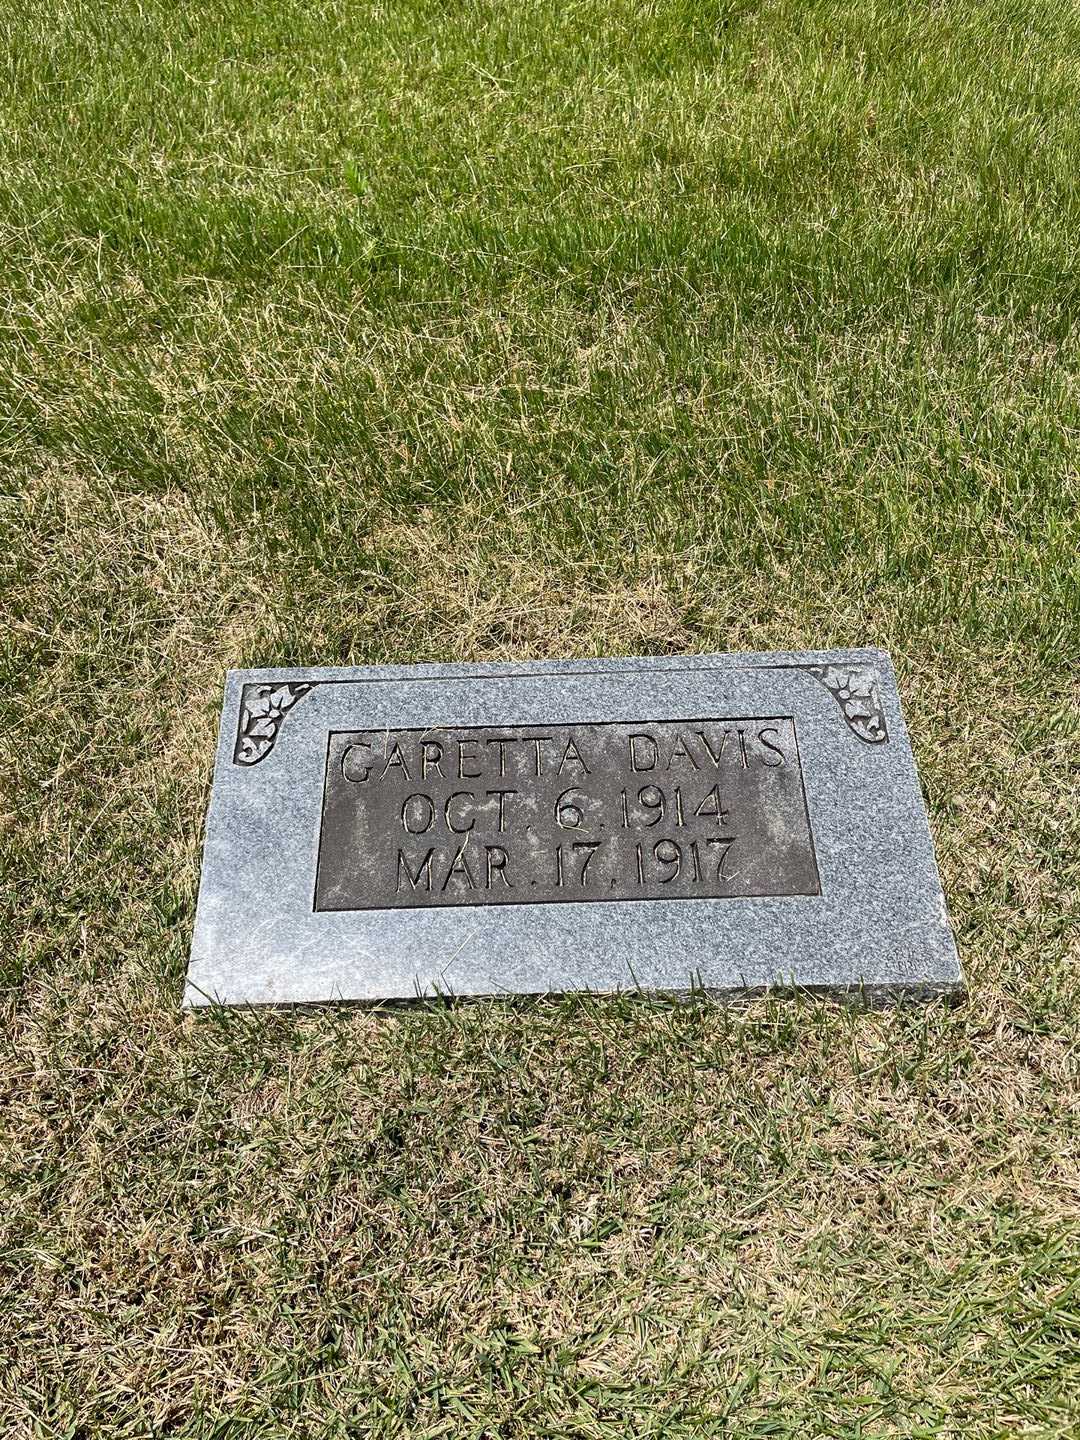 GARETTA DAVIS
OCT. 6. 1914
MAR. 17, 1917